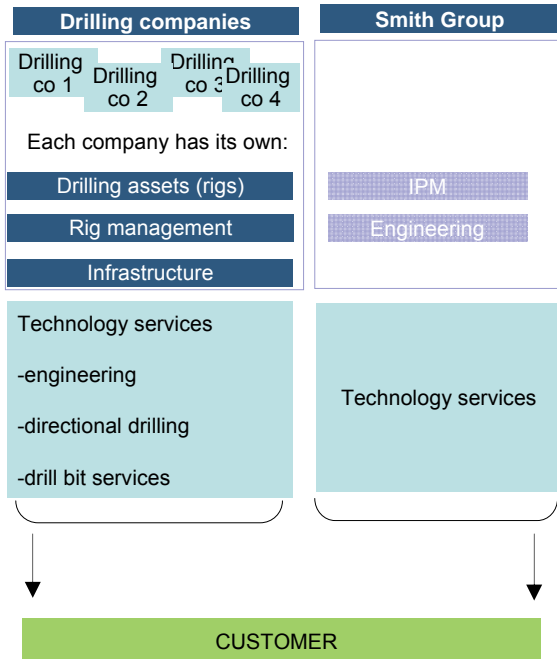 Drilling companies
Drilling
co 1
Drilling
co 2
Drilling
co 3
Drilling
co 4
Each company has its own:
Drilling assets (rigs)
Rig management
Infrastructure
Technology services
-engineering
-directional drilling
-drill bit services
Smith Group
IPM
Engineering
Technology services
CUSTOMER